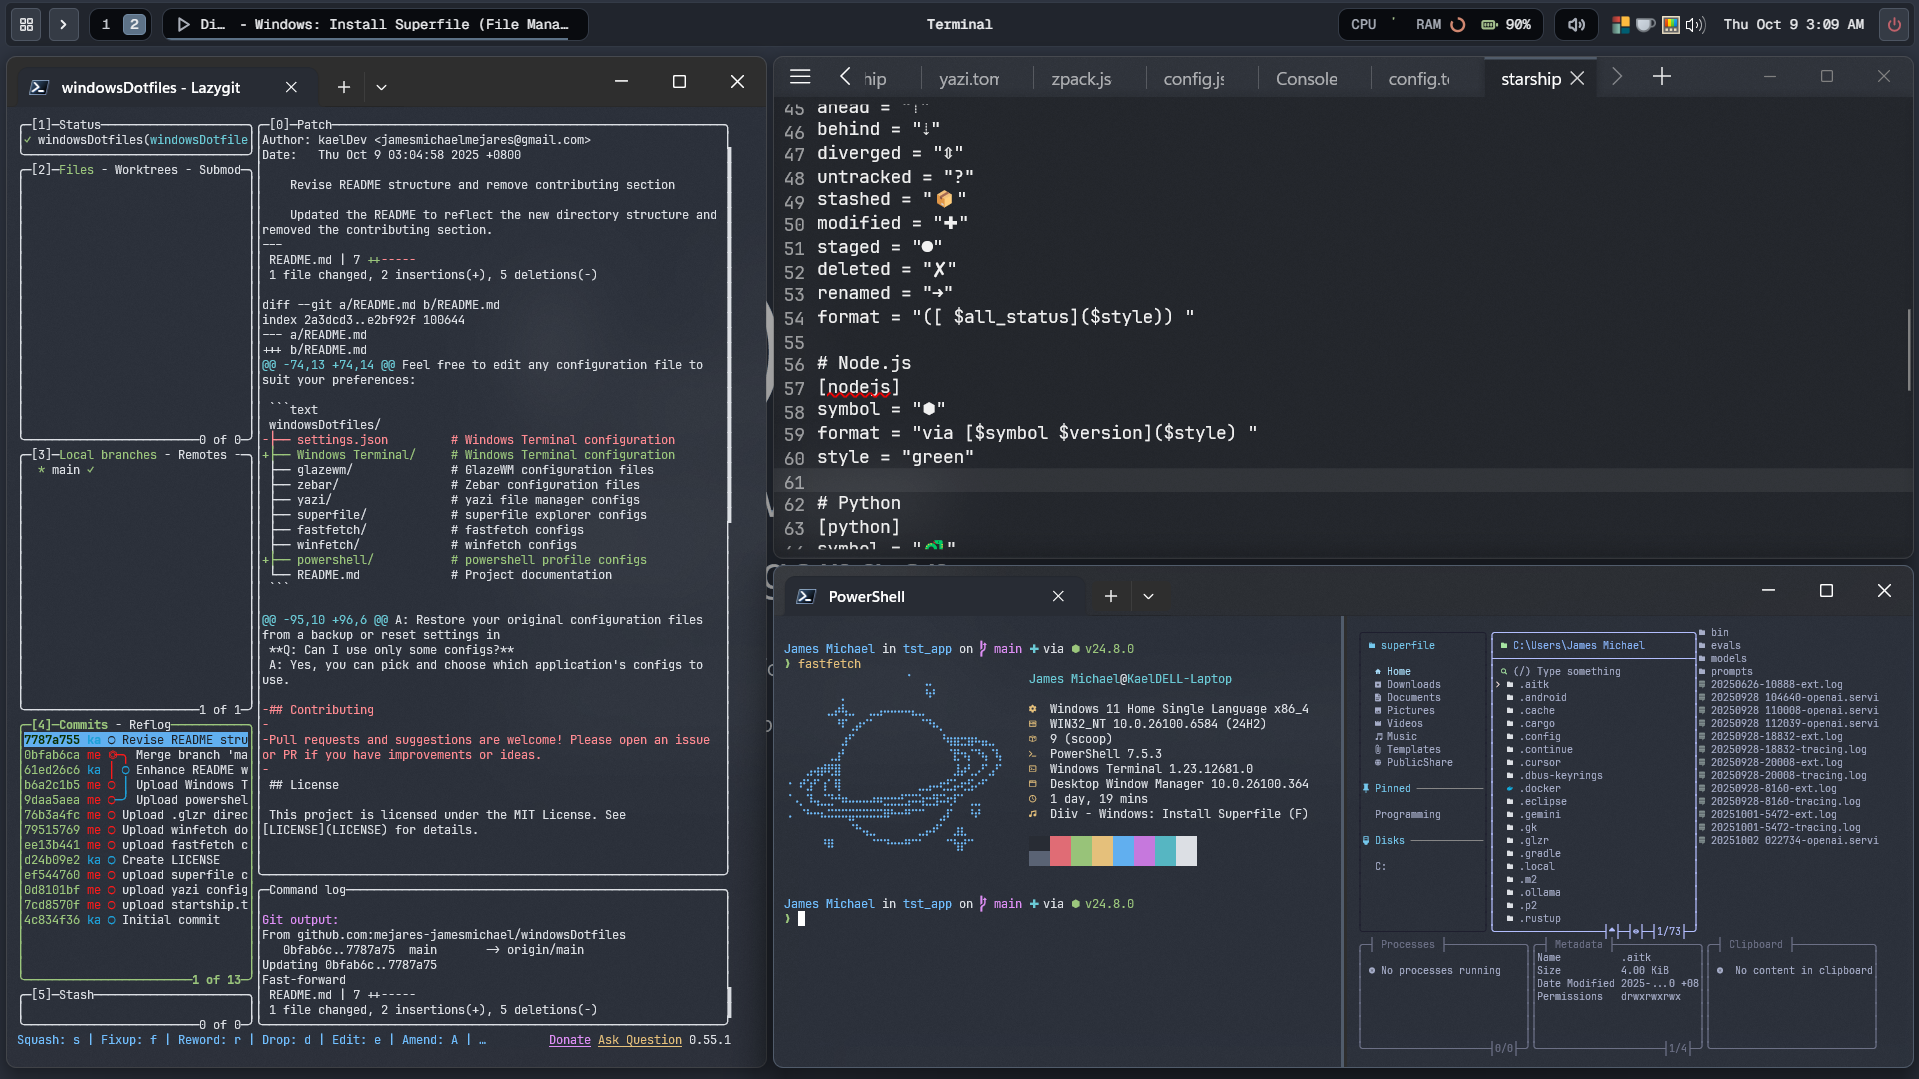 1 2
Di… - Windows: Install Superfile (File Mana…
Terminal
CPU RAM 90%
Thu Oct 9 3:09 AM
windowsDotfiles - Lazygit
[1]—Status
✓ windowsDotfiles(windowsDotfile
[2]—Files - Worktrees - Submod
0 of 0
[3]—Local branches - Remotes
* main ✓
1 of 1
[4]—Commits - Reflog
7787a755 ka Revise README stru
0bfab6ca me Merge branch 'ma
61ed26c6 ka Enhance README w
b6a2c1b5 me Upload Windows T
9daa5aea me Upload powershel
76b3a4fc me Upload .glzr direc
79515769 me Upload winfetch do
ee13b441 me upload fastfetch c
d24b09e2 ka Create LICENSE
ef544760 me upload superfile c
0d8101bf me upload yazi config
7cd8570f me upload startship.t
4c834f36 ka Initial commit
1 of 13
[5]—Stash
0 of 0
[0]—Patch
Author: kaelDev <jamesmichaelmejares@gmail.com>
Date:   Thu Oct 9 03:04:58 2025 +0800
Revise README structure and remove contributing section
Updated the README to reflect the new directory structure and
removed the contributing section.
---
README.md | 7 ++-----
1 file changed, 2 insertions(+), 5 deletions(-)
diff --git a/README.md b/README.md
index 2a3dcd3..e2bf92f 100644
--- a/README.md
+++ b/README.md
@@ -74,13 +74,14 @@ Feel free to edit any configuration file to
suit your preferences:
```text
windowsDotfiles/
-├── settings.json # Windows Terminal configuration
+├── Windows Terminal/ # Windows Terminal configuration
├── glazewm/ # GlazeWM configuration files
├── zebar/ # Zebar configuration files
├── yazi/ # yazi file manager configs
├── superfile/ # superfile explorer configs
├── fastfetch/ # fastfetch configs
├── winfetch/ # winfetch configs
+├── powershell/ # powershell profile configs
└── README.md # Project documentation
```
@@ -95,10 +96,6 @@ A: Restore your original configuration files
from a backup or reset settings in
**Q: Can I use only some configs?**
A: Yes, you can pick and choose which application's configs to
use.
-## Contributing
-
-Pull requests and suggestions are welcome! Please open an issue
or PR if you have improvements or ideas.
-
## License
This project is licensed under the MIT License. See
[LICENSE](LICENSE) for details.
Command log
Git output:
From github.com:mejares-jamesmichael/windowsDotfiles
0bfab6c..7787a755 main -> origin/main
Updating 0bfab6c..7787a755
Fast-forward
README.md | 7 ++-----
1 file changed, 2 insertions(+), 5 deletions(-)
Squash: s | Fixup: f | Reword: r | Drop: d | Edit: e | Amend: A | …
Donate Ask Question 0.55.1
hip yazi.tom zpack.js config.js Console config.to starship
45 ahead = "⇡"
46 behind = "⇣"
47 diverged = "⇕"
48 untracked = "?"
49 stashed = "📦"
50 modified = "✚"
51 staged = "●"
52 deleted = "✗"
53 renamed = "➜"
54 format = "([ $all_status]($style)) "
55
56 # Node.js
57 [nodejs]
58 symbol = "⬢"
59 format = "via [$symbol $version]($style) "
60 style = "green"
61
62 # Python
63 [python]
symbol = "🐍"
PowerShell
James Michael in tst_app on main ✚ via ⬢ v24.8.0
❯ fastfetch
James Michael@KaelDELL-Laptop
Windows 11 Home Single Language x86_4
WIN32_NT 10.0.26100.6584 (24H2)
9 (scoop)
PowerShell 7.5.3
Windows Terminal 1.23.12681.0
Desktop Window Manager 10.0.26100.364
1 day, 19 mins
Diiv - Windows: Install Superfile (F)
James Michael in tst_app on main ✚ via ⬢ v24.8.0
❯
superfile
Home
Downloads
Documents
Pictures
Videos
Music
Templates
PublicShare
Pinned
Programming
Disks
C:
C:\Users\James Michael
(/) Type something
> .aitk
.android
.cache
.cargo
.config
.continue
.cursor
.dbus-keyrings
.docker
.eclipse
.gemini
.gk
.glzr
.gradle
.local
.m2
.ollama
.p2
.rustup
1/73
bin
evals
models
prompts
20250626-10888-ext.log
20250928 104640-openai.servi
20250928 110008-openai.servi
20250928 112039-openai.servi
20250928-18832-ext.log
20250928-18832-tracing.log
20250928-20008-ext.log
20250928-20008-tracing.log
20250928-8160-ext.log
20250928-8160-tracing.log
20251001-5472-ext.log
20251001-5472-tracing.log
20251002 022734-openai.servi
Processes
No processes running
0/0
Metadata
Name .aitk
Size 4.00 KiB
Date Modified 2025-...0 +08
Permissions drwxrwxrwx
1/4
Clipboard
No content in clipboard